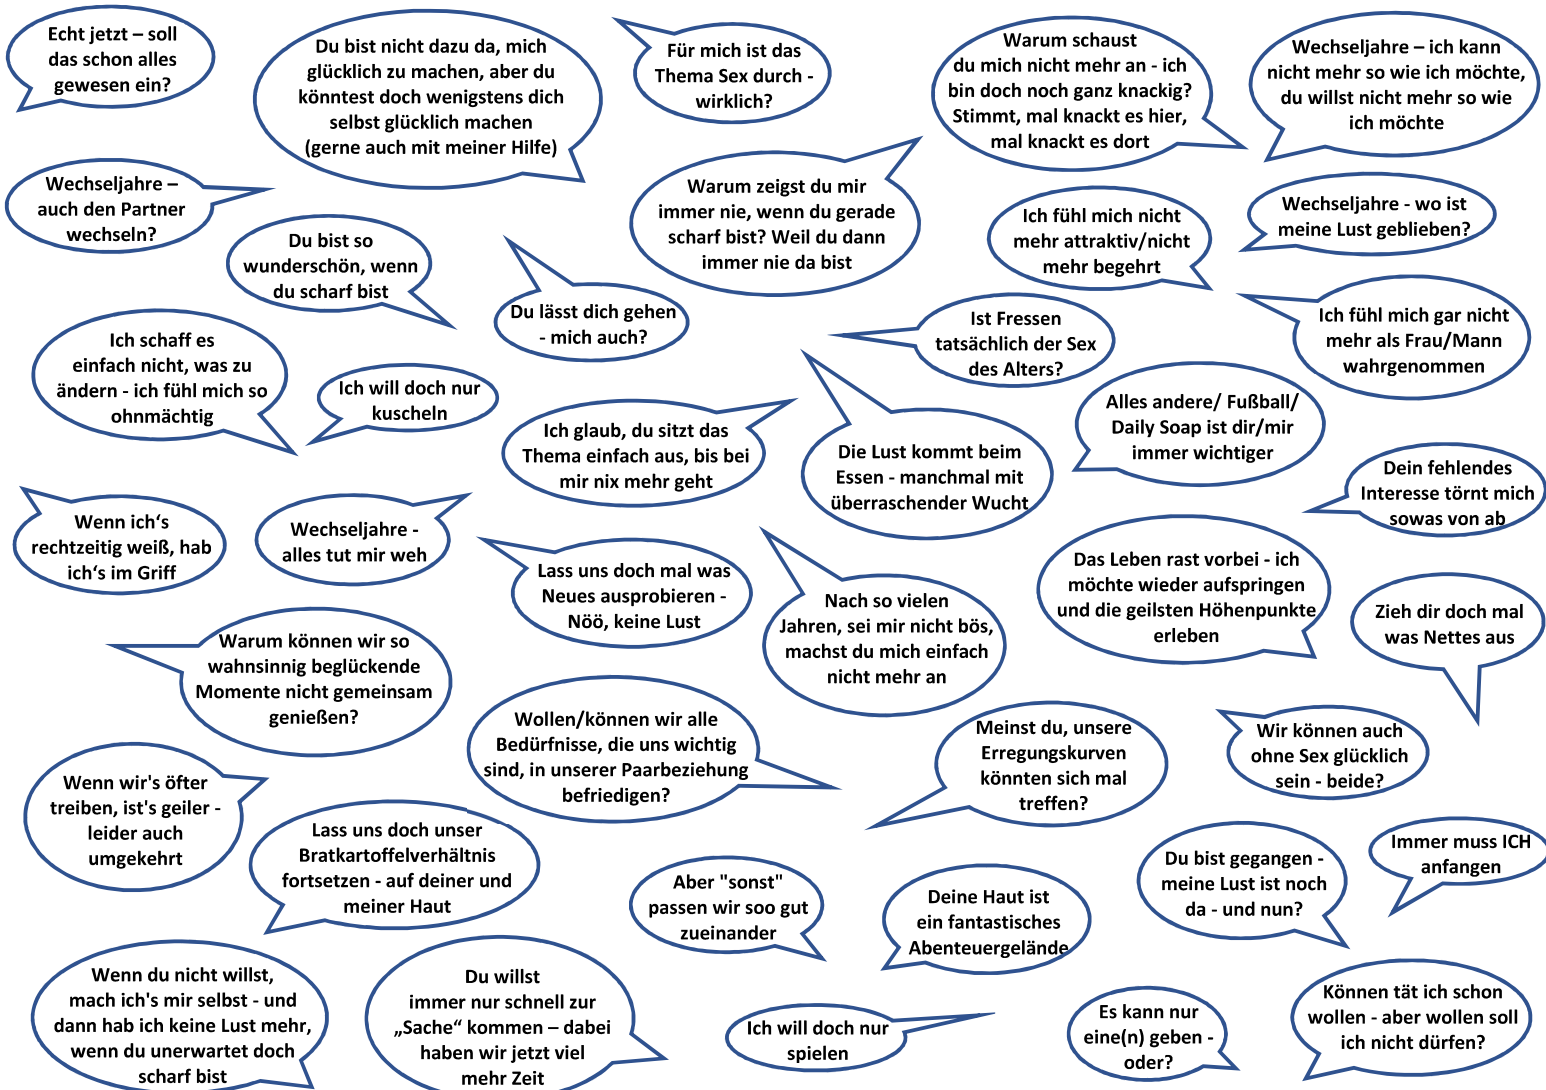 Echt jetzt – soll
das schon alles
gewesen ein?
Du bist nicht dazu da, mich
glücklich zu machen, aber du
könntest doch wenigstens dich
selbst glücklich machen
(gerne auch mit meiner Hilfe)
Für mich ist das
Thema Sex durch -
wirklich?
Warum schaust
du mich nicht mehr an - ich
bin doch noch ganz knackig?
Stimmt, mal knackt es hier,
mal knackt es dort
Wechseljahre – ich kann
nicht mehr so wie ich möchte,
du willst nicht mehr so wie
ich möchte
Wechseljahre –
auch den Partner
wechseln?
Du bist so
wunderschön, wenn
du scharf bist
Warum zeigst du mir
immer nie, wenn du gerade
scharf bist? Weil du dann
immer nie da bist
Ich fühl mich nicht
mehr attraktiv/nicht
mehr begehrt
Wechseljahre - wo ist
meine Lust geblieben?
Du lässt dich gehen
- mich auch?
Ist Fressen
tatsächlich der Sex
des Alters?
Ich fühl mich gar nicht
mehr als Frau/Mann
wahrgenommen
Ich schaff es
einfach nicht, was zu
ändern - ich fühl mich so
ohnmächtig
Ich will doch nur
kuscheln
Ich glaub, du sitzt das
Thema einfach aus, bis bei
mir nix mehr geht
Die Lust kommt beim
Essen - manchmal mit
überraschender Wucht
Alles andere/ Fußball/
Daily Soap ist dir/mir
immer wichtiger
Dein fehlendes
Interesse törnt mich
sowas von ab
Wenn ich‘s
rechtzeitig weiß, hab
ich‘s im Griff
Wechseljahre -
alles tut mir weh
Lass uns doch mal was
Neues ausprobieren -
Nöö, keine Lust
Nach so vielen
Jahren, sei mir nicht bös,
machst du mich einfach
nicht mehr an
Das Leben rast vorbei - ich
möchte wieder aufspringen
und die geilsten Höhenpunkte
erleben
Zieh dir doch mal
was Nettes aus
Warum können wir so
wahnsinnig beglückende
Momente nicht gemeinsam
genießen?
Wollen/können wir alle
Bedürfnisse, die uns wichtig
sind, in unserer Paarbeziehung
befriedigen?
Meinst du, unsere
Erregungskurven
könnten sich mal
treffen?
Wir können auch
ohne Sex glücklich
sein - beide?
Wenn wir's öfter
treiben, ist's geiler -
leider auch
umgekehrt
Lass uns doch unser
Bratkartoffelverhältnis
fortsetzen - auf deiner und
meiner Haut
Aber "sonst"
passen wir soo gut
zueinander
Deine Haut ist
ein fantastisches
Abenteuergelände
Du bist gegangen -
meine Lust ist noch
da - und nun?
Immer muss ICH
anfangen
Wenn du nicht willst,
mach ich's mir selbst - und
dann hab ich keine Lust mehr,
wenn du unerwartet doch
scharf bist
Du willst
immer nur schnell zur
„Sache“ kommen – dabei
haben wir jetzt viel
mehr Zeit
Ich will doch nur
spielen
Es kann nur
eine(n) geben -
oder?
Können tät ich schon
wollen - aber wollen soll
ich nicht dürfen?